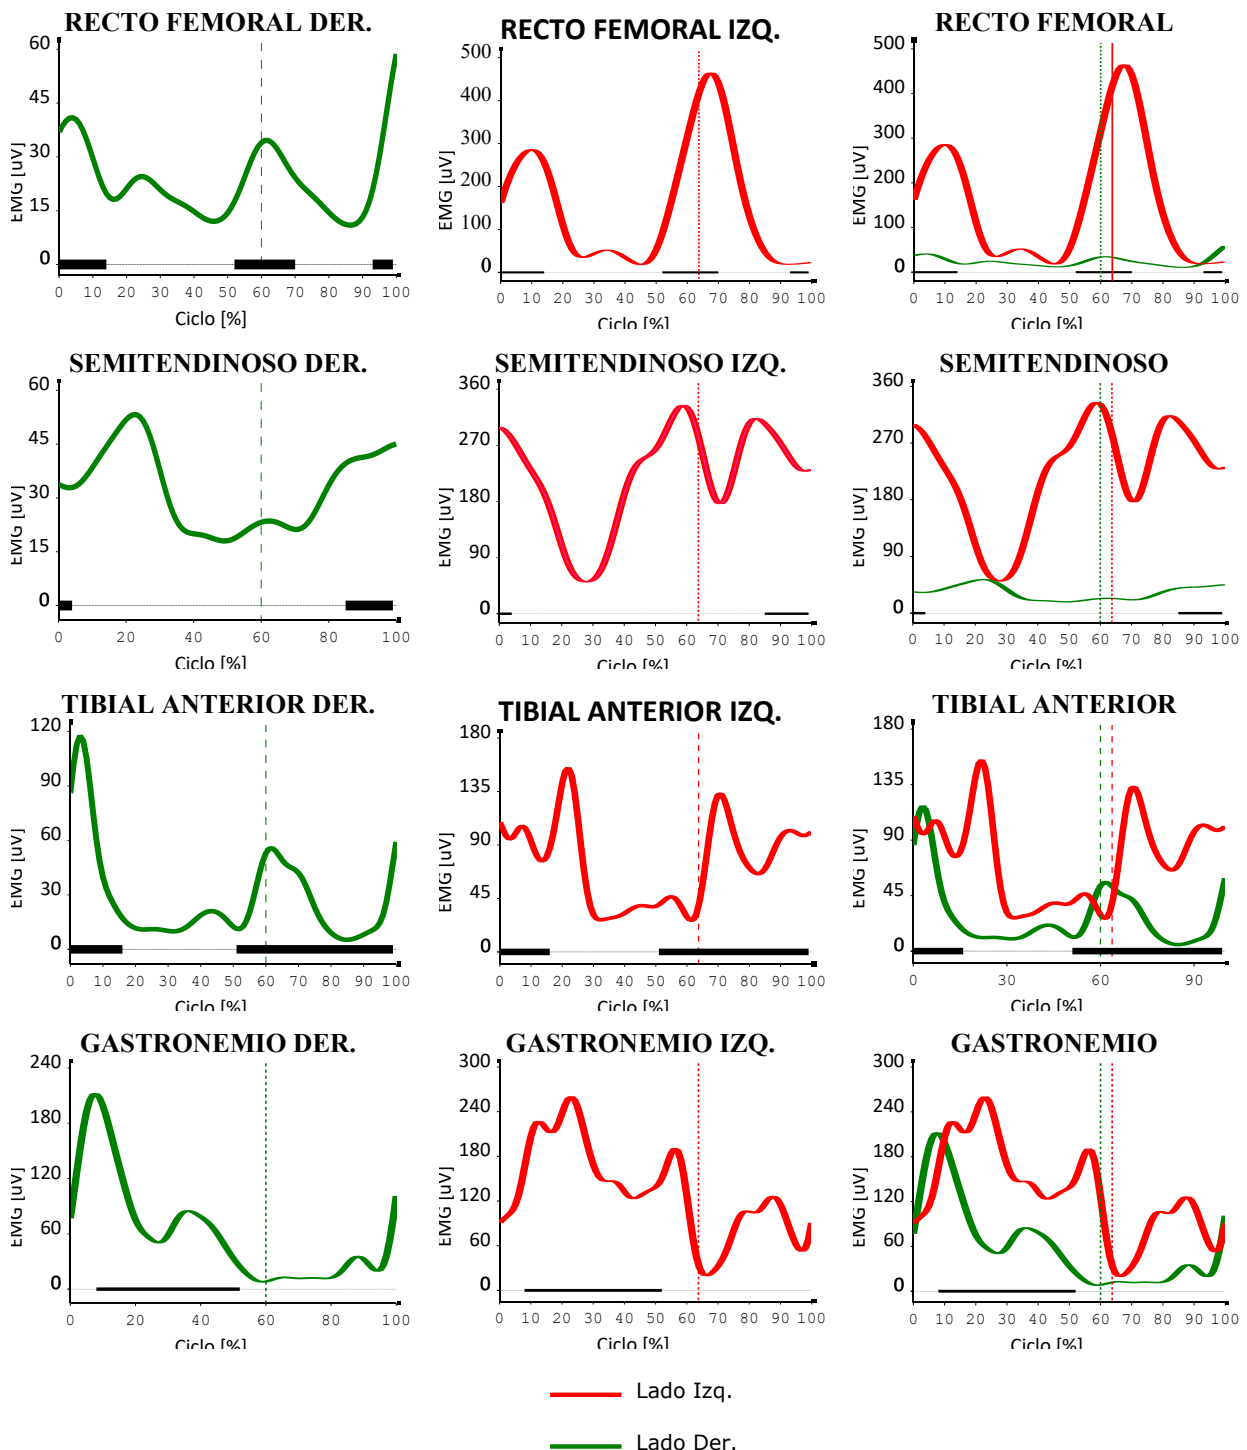 RECTO FEMORAL DER.
60
45
30
15
0
EMG [uV]
0 10 20 30 40 50 60 70 80 90 100
Ciclo [%]
RECTO FEMORAL IZQ.
500
400
300
200
100
0
EMG [uV]
0 10 20 30 40 50 60 70 80 90 100
Ciclo [%]
RECTO FEMORAL
500
400
300
200
100
0
EMG [uV]
0 10 20 30 40 50 60 70 80 90 100
Ciclo [%]
SEMITENDINOSO DER.
60
45
30
15
0
EMG [uV]
0 20 40 60 80 100
Ciclo [%]
SEMITENDINOSO IZQ.
360
270
180
90
0
EMG [uV]
0 10 20 30 40 50 60 70 80 90 100
Ciclo [%]
SEMITENDINOSO
360
270
180
90
0
EMG [uV]
0 10 20 30 40 50 60 70 80 90 100
Ciclo [%]
TIBIAL ANTERIOR DER.
120
90
60
30
0
EMG [uV]
0 10 20 30 40 50 60 70 80 90 100
Ciclo [%]
TIBIAL ANTERIOR IZQ.
180
135
90
45
0
EMG [uV]
0 10 20 30 40 50 60 70 80 90 100
Ciclo [%]
TIBIAL ANTERIOR
180
135
90
45
0
EMG [uV]
0 30 60 90
Ciclo [%]
GASTRONEMIO DER.
240
180
120
60
0
EMG [uV]
0 20 40 60 80 100
Ciclo [%]
GASTRONEMIO IZQ.
300
240
180
120
60
0
EMG [uV]
0 10 20 30 40 50 60 70 80 90 100
Ciclo [%]
GASTRONEMIO
300
240
180
120
60
0
EMG [uV]
0 10 20 30 40 50 60 70 80 90 100
Ciclo [%]
Lado Izq.
Lado Der.